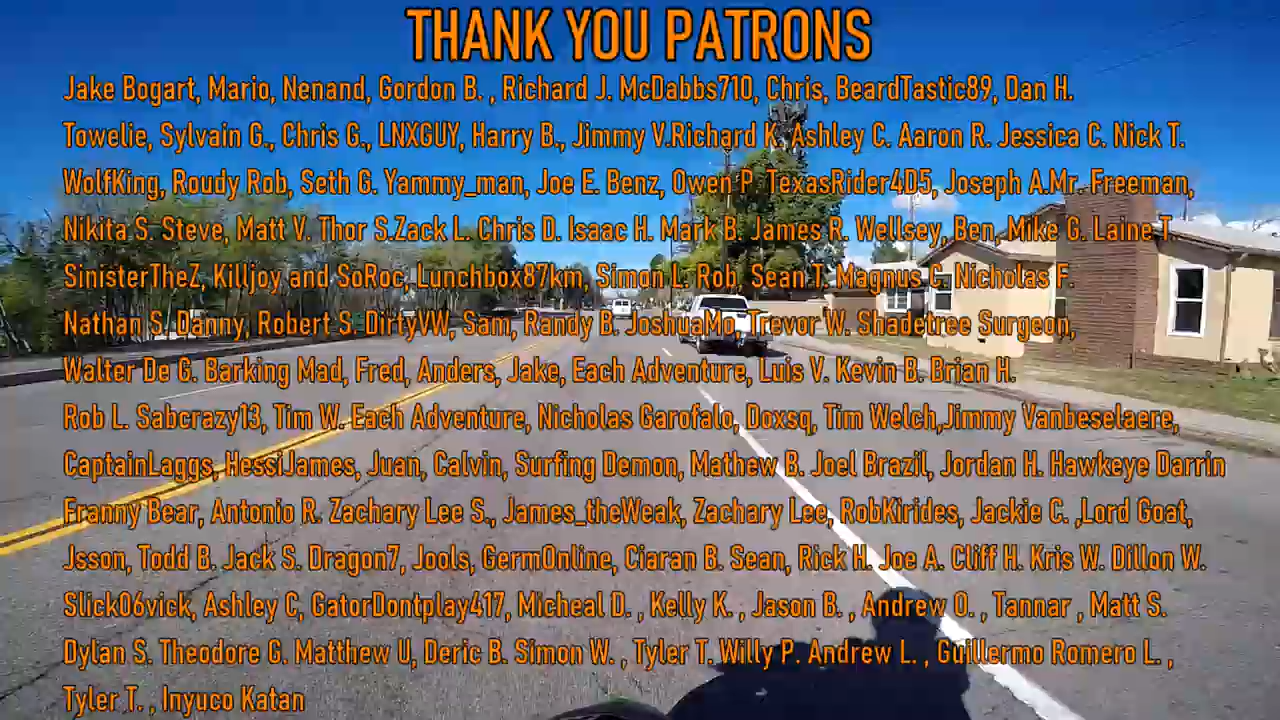 THANK YOU PATRONS
Jake Bogart, Mario, Nenand, Gordon B. , Richard J. McDabbs710, Chris, BeardTastic89, Dan H.
Towelie, Sylvain G., Chris G., LNXGUY, Harry B., Jimmy V.Richard K. Ashley C. Aaron R. Jessica C. Nick T.
WolfKing, Roudy Rob, Seth G. Yammy_man, Joe E. Benz, Owen P. TexasRider4D5, Joseph A.Mr. Freeman,
Nikita S. Steve, Matt V. Thor S.Zack L. Chris D. Isaac H. Mark B. James R. Wellsey, Ben, Mike G. Laine T.
SinisterTheZ, Killjoy and SoRoc, Lunchbox87km, Simon L. Rob, Sean T. Magnus C. Nicholas F.
Nathan S. Danny, Robert S. DirtyVW, Sam, Randy B. JoshuaMo, Trevor W. Shadetree Surgeon,
Walter De G. Barking Mad, Fred, Anders, Jake, Each Adventure, Luis V. Kevin B. Brian H.
Rob L. Sabcrazy13, Tim W. Each Adventure, Nicholas Garofalo, Doxsq, Tim Welch,Jimmy Vanbeselaere,
CaptainLaggs, HessiJames, Juan, Calvin, Surfing Demon, Mathew B. Joel Brazil, Jordan H. Hawkeye Darrin
Franny Bear, Antonio R. Zachary Lee S., James_theWeak, Zachary Lee, RobKirides, Jackie C. ,Lord Goat,
Jsson, Todd B. Jack S. Dragon7, Jools, GermOnline, Ciaran B. Sean, Rick H. Joe A. Cliff H. Kris W. Dillon W.
Slick06vick, Ashley C, GatorDontplay417, Micheal D. , Kelly K. , Jason B. , Andrew O. , Tannar , Matt S.
Dylan S. Theodore G. Matthew U, Deric B. Simon W. , Tyler T. Willy P. Andrew L. , Guillermo Romero L. ,
Tyler T. , Inyuco Katan